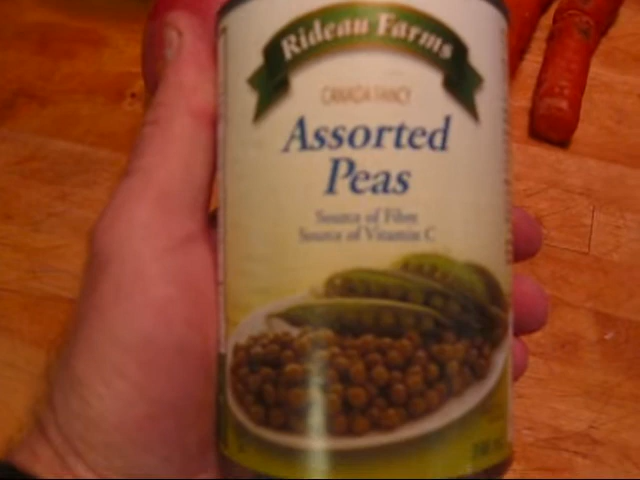 Rideau Farms
CANADA FANCY
Assorted
Peas
Source of Fibre
Source of Vitamin C